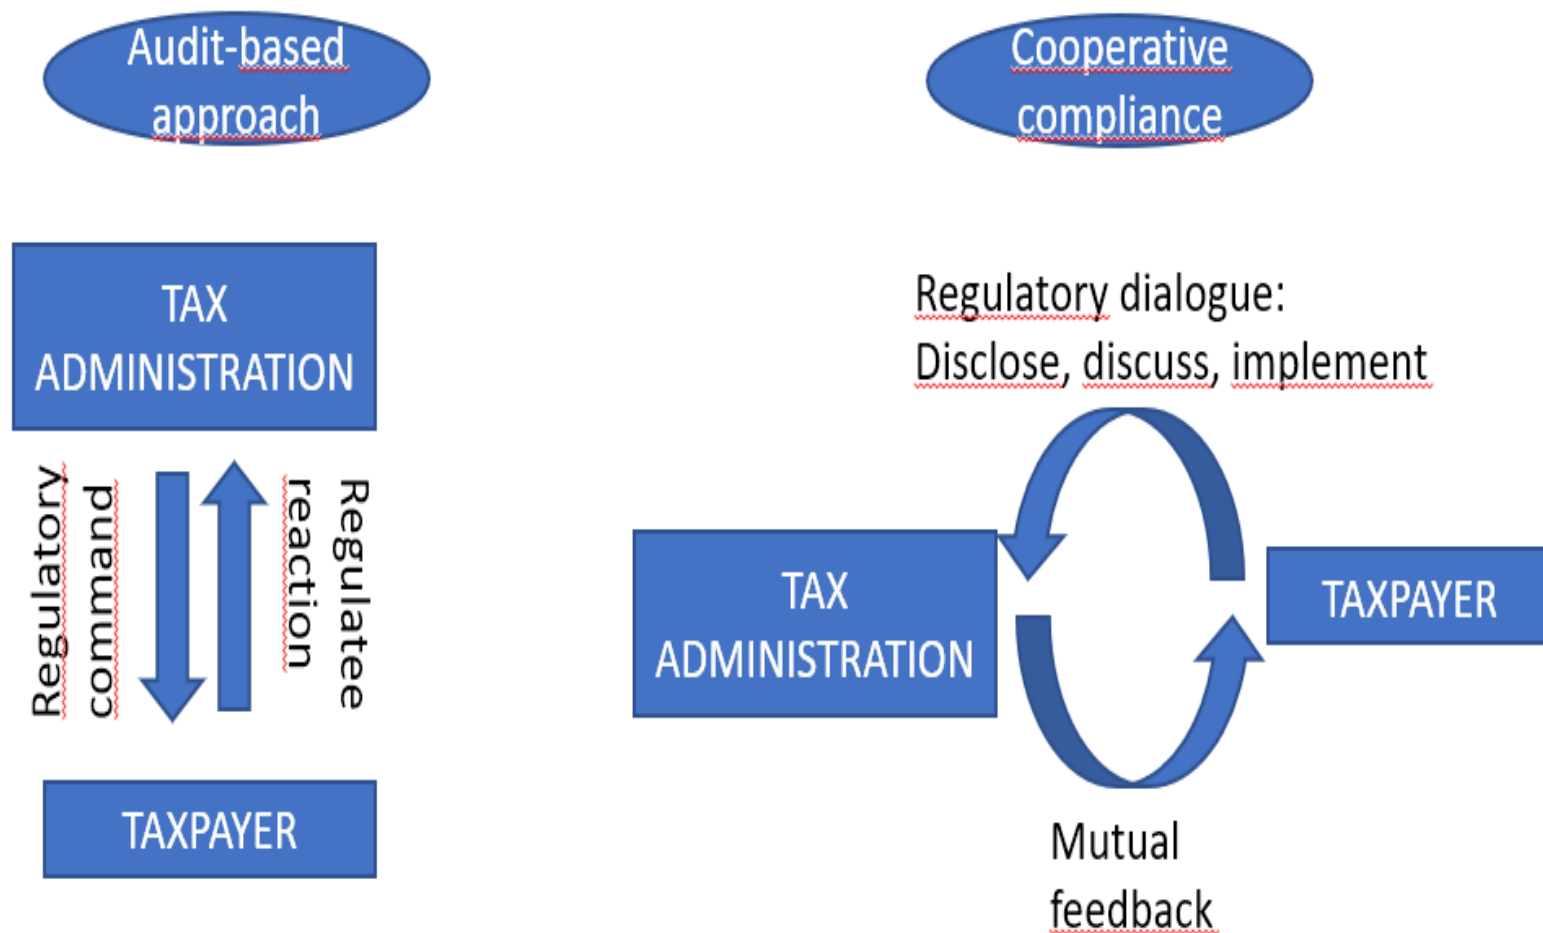 Audit-based
approach
TAX
ADMINISTRATION
Regulatory
command
Regulatee
reaction
TAXPAYER
Cooperative
compliance
Regulatory dialogue:
Disclose, discuss, implement
TAX
ADMINISTRATION
TAXPAYER
Mutual
feedback